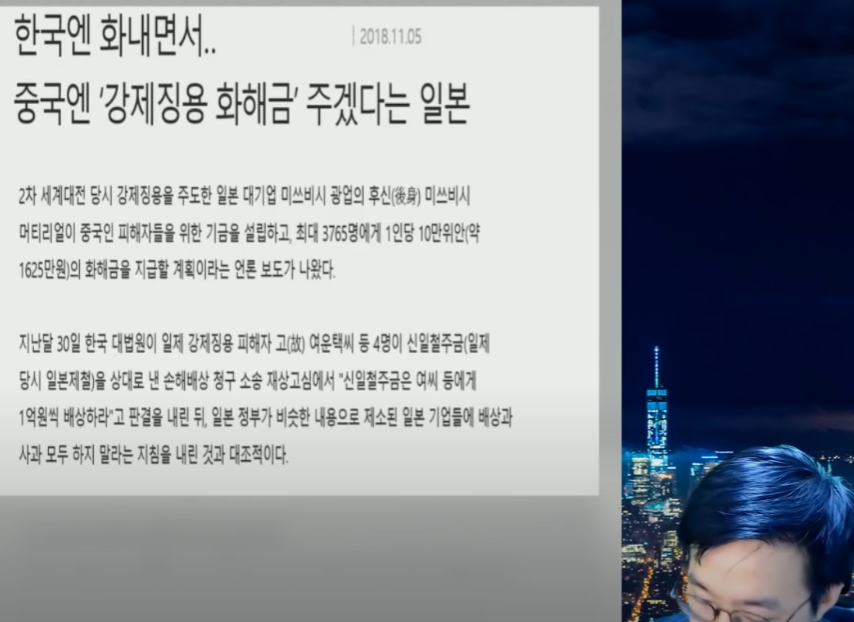 한국엔 화내면서..
| 2018.11.05
중국엔 '강제징용 화해금' 주겠다는 일본
2차 세계대전 당시 강제징용을 주도한 일본 대기업 미쓰비시 광업의 후신(後身) 미쓰비시
머티리얼이 중국인 피해자들을 위한 기금을 설립하고, 최대 3765명에게 1인당 10만위안(약
1625만원)의 화해금을 지급할 계획이라는 언론 보도가 나왔다.
지난달 30일 한국 대법원이 일제 강제징용 피해자 고(故) 여운택씨 등 4명이 신일철주금(일제
당시 일본제철)을 상대로 낸 손해배상 청구 소송 재상고심에서 "신일철주금은 여씨 등에게
1억원씩 배상하라"고 판결을 내린 뒤, 일본 정부가 비슷한 내용으로 제소된 일본 기업들에 배상과
사과 모두 하지 말라는 지침을 내린 것과 대조적이다.